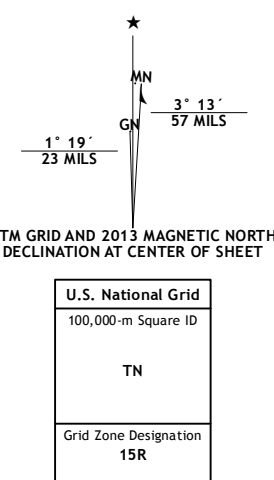 MN
3° 13´
57 MILS
GN
1° 19´
23 MILS
TM GRID AND 2013 MAGNETIC NORTH
DECLINATION AT CENTER OF SHEET
U.S. National Grid
100,000-m Square ID
TN
Grid Zone Designation
15R